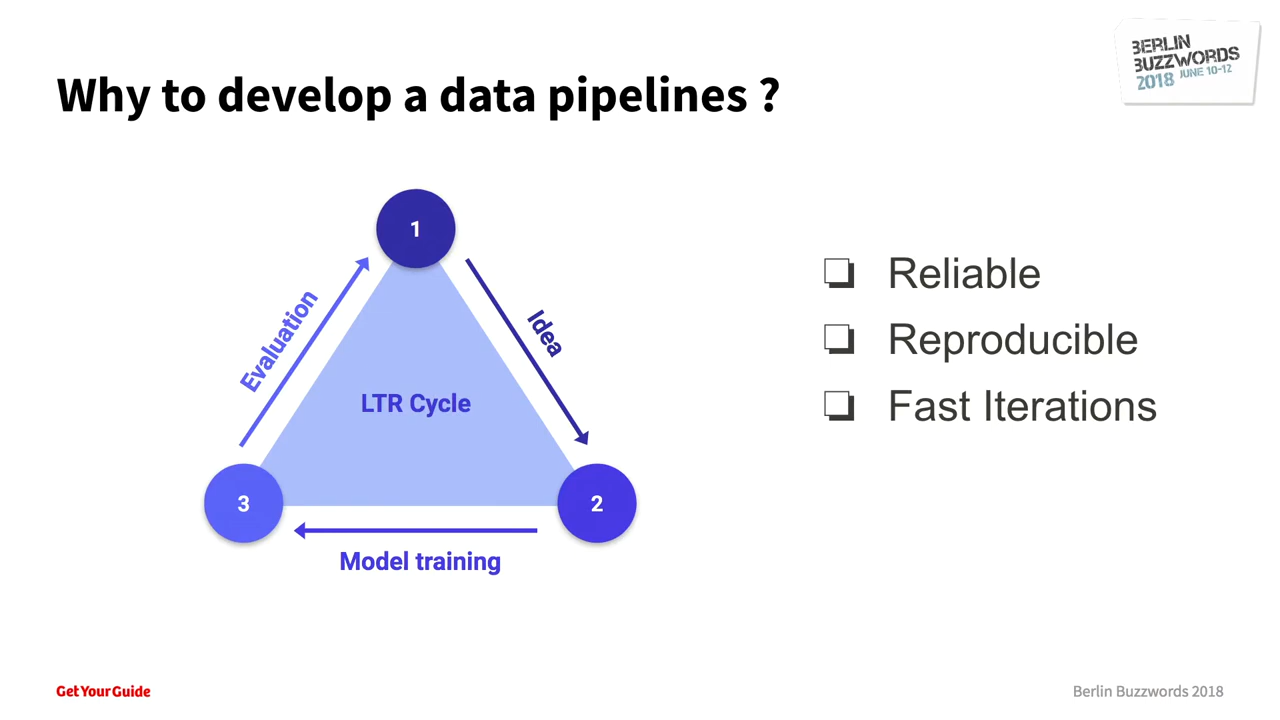 BERLIN
BUZZWORDS
2018 JUNE 10-12
Why to develop a data pipelines ?
1
Evaluation
Idea
LTR Cycle
3
2
Model training
Reliable
Reproducible
Fast Iterations
GetYourGuide
Berlin Buzzwords 2018